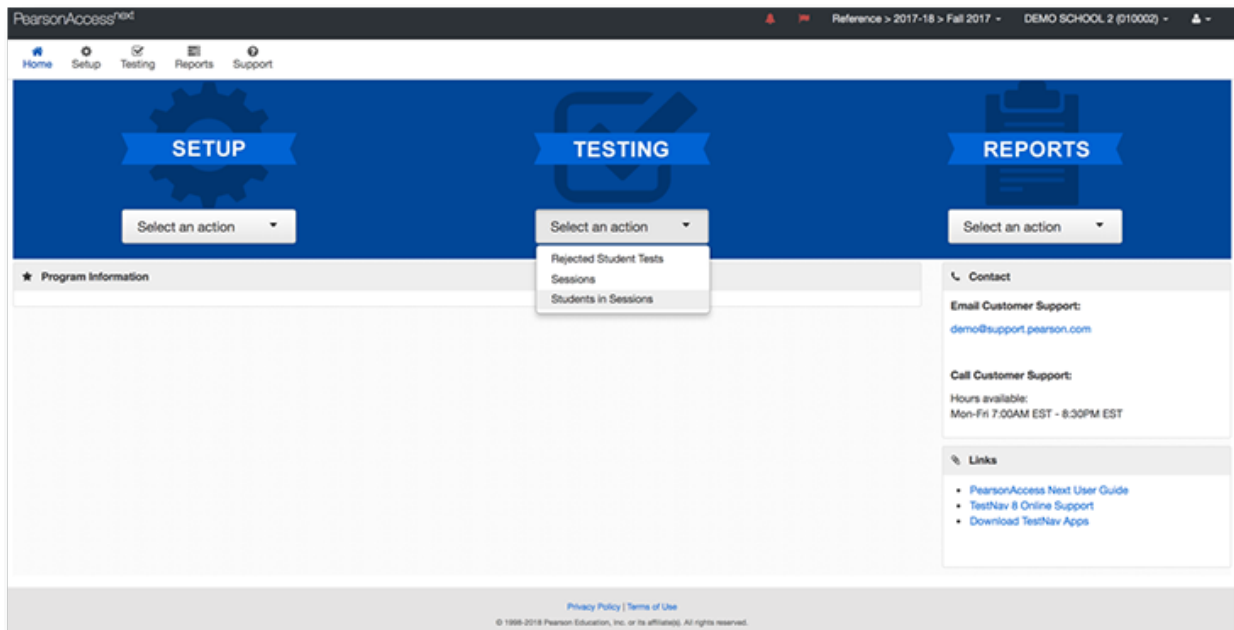 PearsonAccessnext
Reference > 2017-18 > Fall 2017
DEMO SCHOOL 2 (010002)
Home
Setup
Testing
Reports
Support
SETUP
TESTING
REPORTS
Select an action
Select an action
Select an action
Rejected Student Tests
Sessions
Students in Sessions
Program Information
Contact
Email Customer Support:
demo@support.pearson.com
Call Customer Support:
Hours available:
Mon-Fri 7:00AM EST - 8:30PM EST
Links
PearsonAccess Next User Guide
TestNav 8 Online Support
Download TestNav Apps
Privacy Policy | Terms of Use
© 1998-2018 Pearson Education, Inc. or its affiliate(s). All rights reserved.